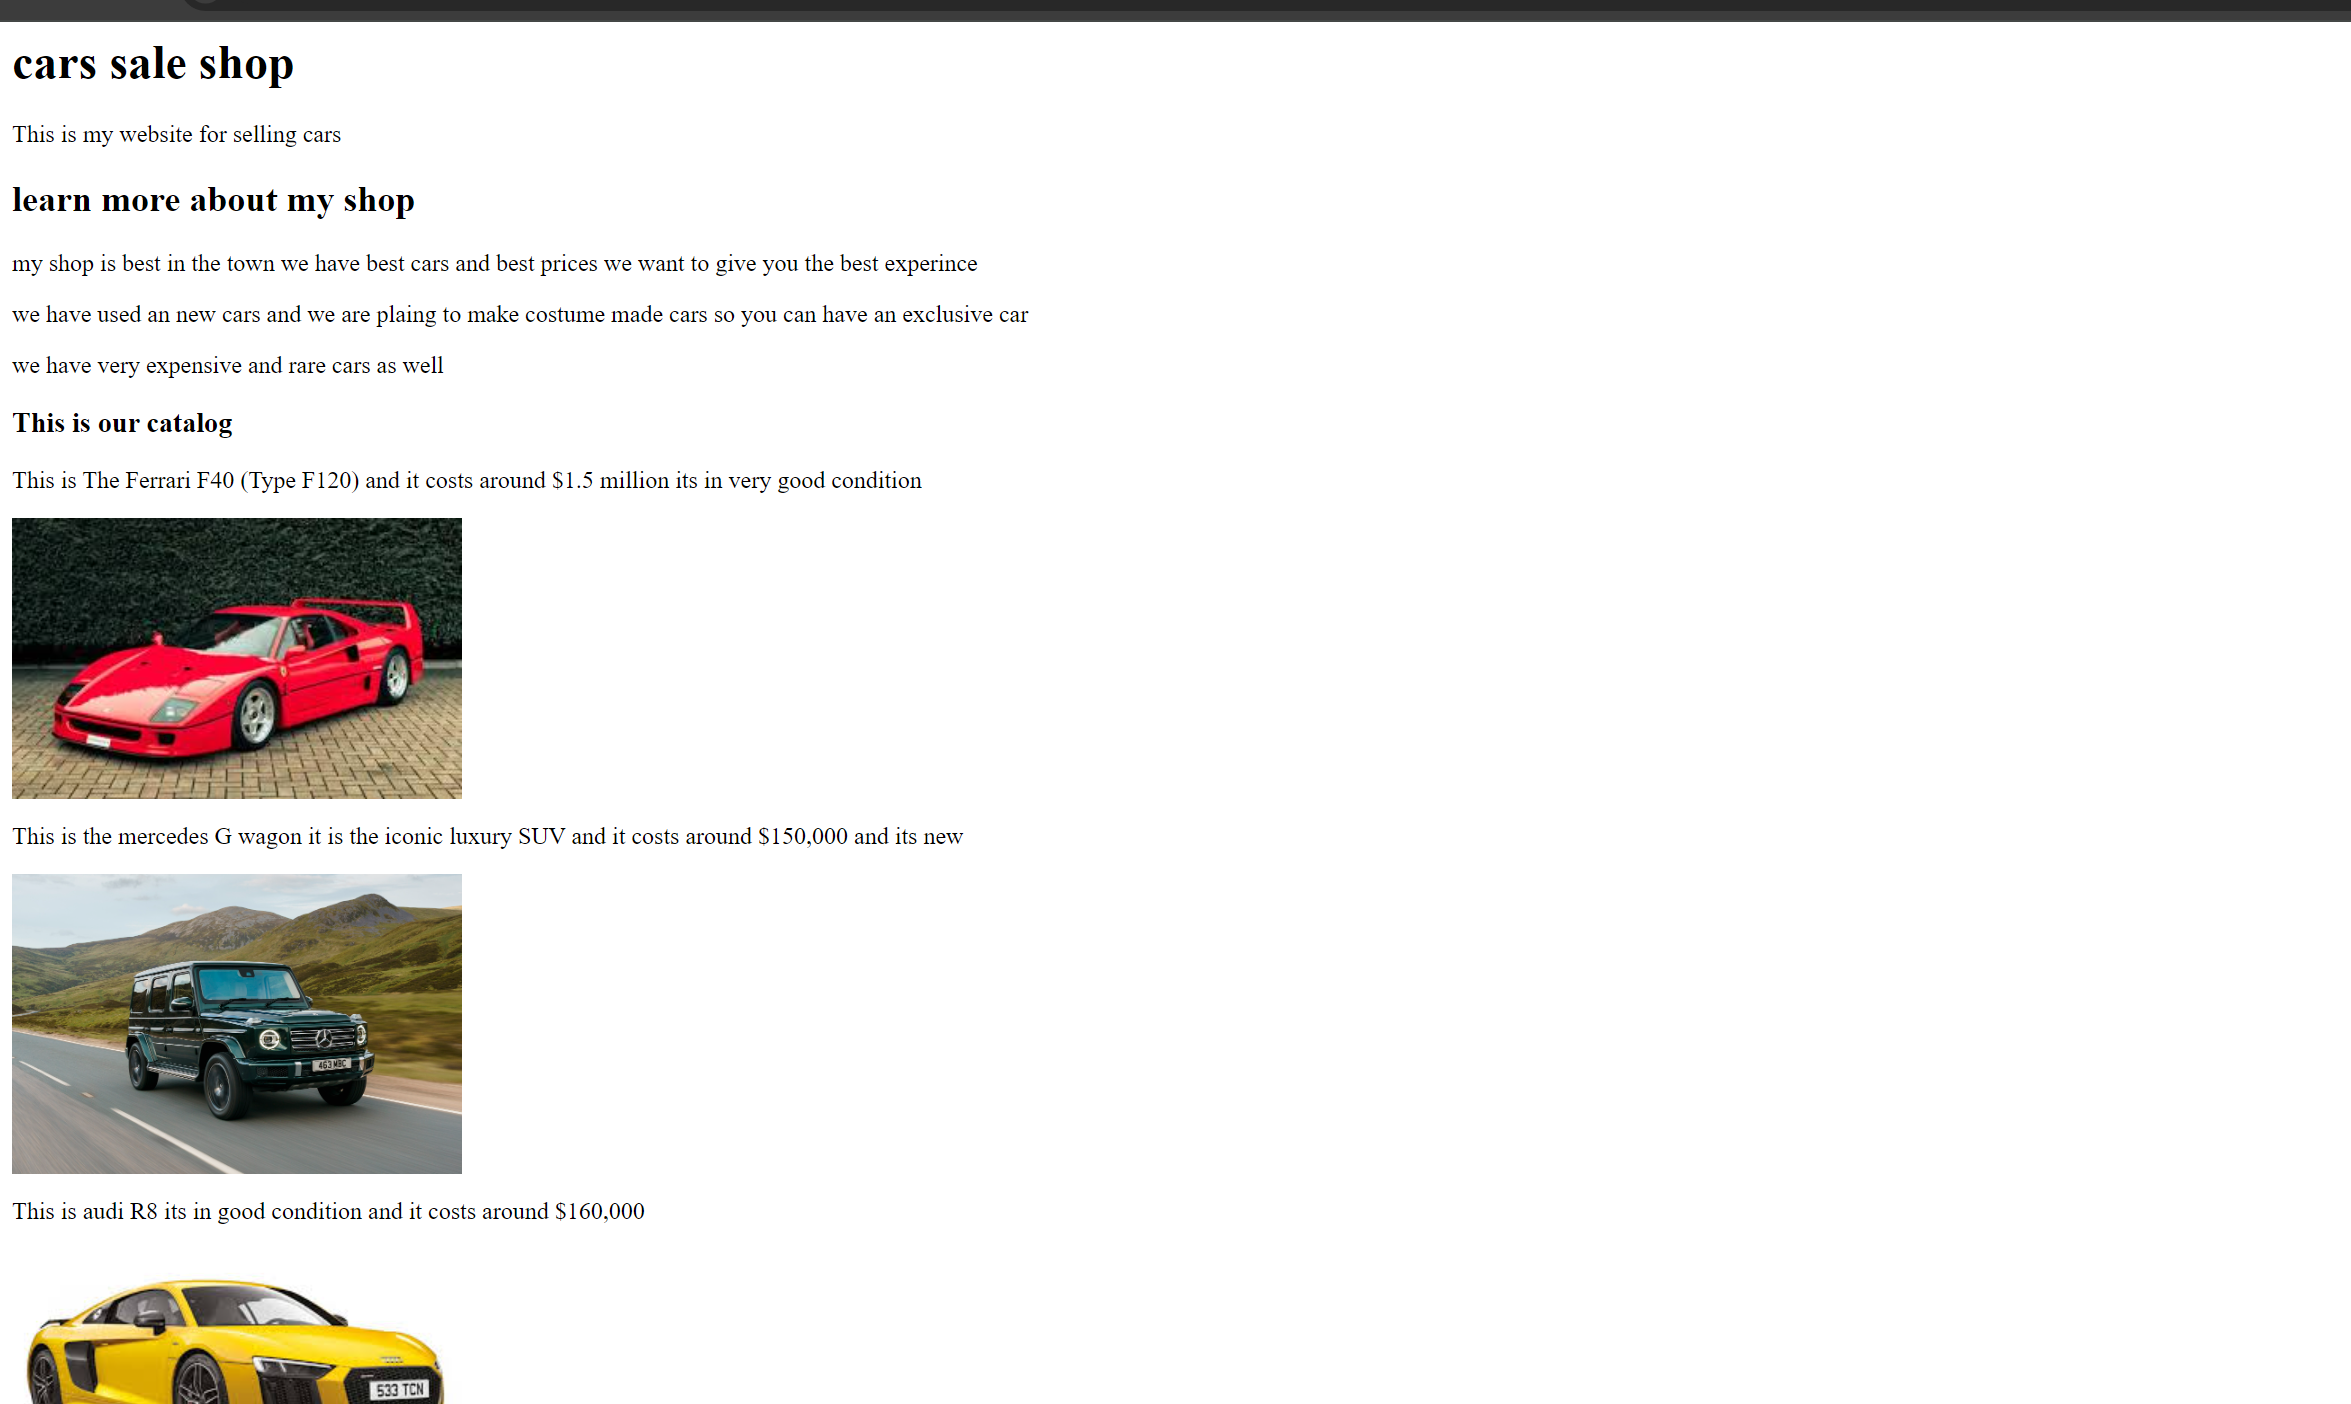 cars sale shop
This is my website for selling cars
learn more about my shop
my shop is best in the town we have best cars and best prices we want to give you the best experince
we have used an new cars and we are plaing to make costume made cars so you can have an exclusive car
we have very expensive and rare cars as well
This is our catalog
This is The Ferrari F40 (Type F120) and it costs around $1.5 million its in very good condition
This is the mercedes G wagon it is the iconic luxury SUV and it costs around $150,000 and its new
463 MBC
This is audi R8 its in good condition and it costs around $160,000
533 TCN